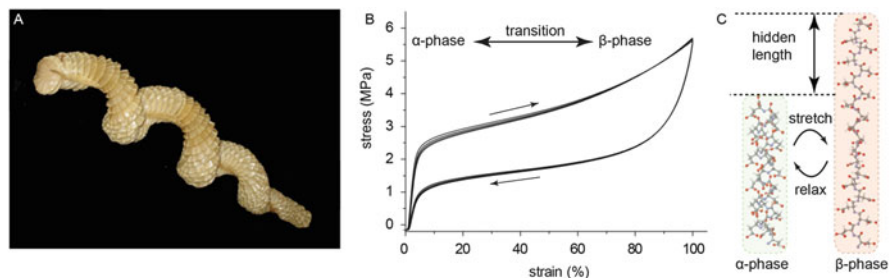 A
B
α-phase
transition
β-phase
stress (MPa)
6
5
4
3
2
1
0
0
20
40
60
80
100
strain (%)
C
hidden
length
stretch
relax
α-phase
β-phase